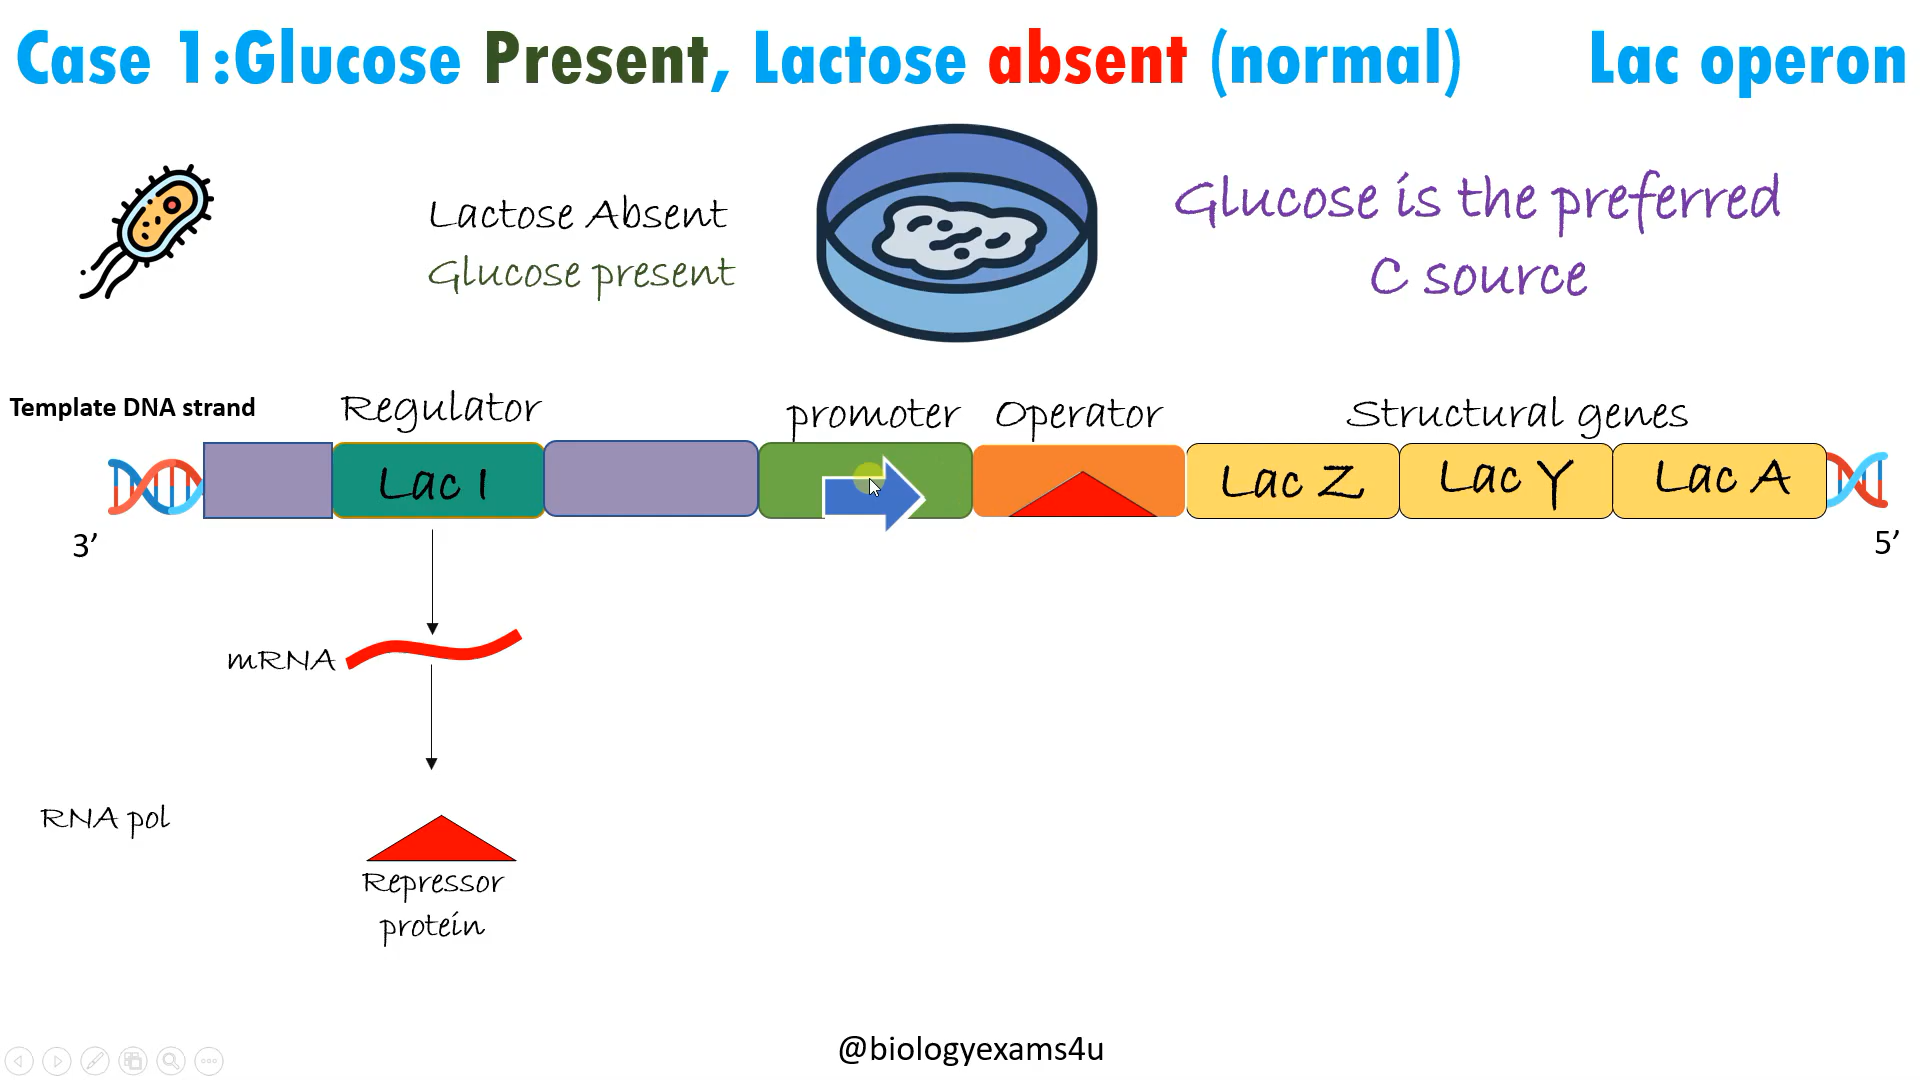 Case 1:Glucose Present, Lactose absent (normal)
Lac operon
Lactose Absent
Glucose present
Glucose is the preferred
C source
Template DNA strand
Regulator
promoter
Operator
Structural genes
Lac I
Lac Z
Lac Y
Lac A
3’
5’
mRNA
RNA pol
Repressor
protein
@biologyexams4u